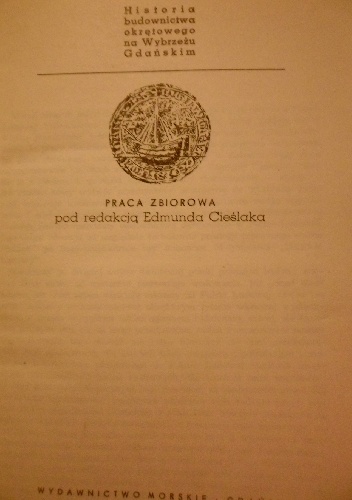 Historia
budownictwa
okrętowego
na Wybrzeżu
Gdańskim
PRACA ZBIOROWA
pod redakcją Edmunda Cieślaka
WYDAWNICTWO MORSKIE